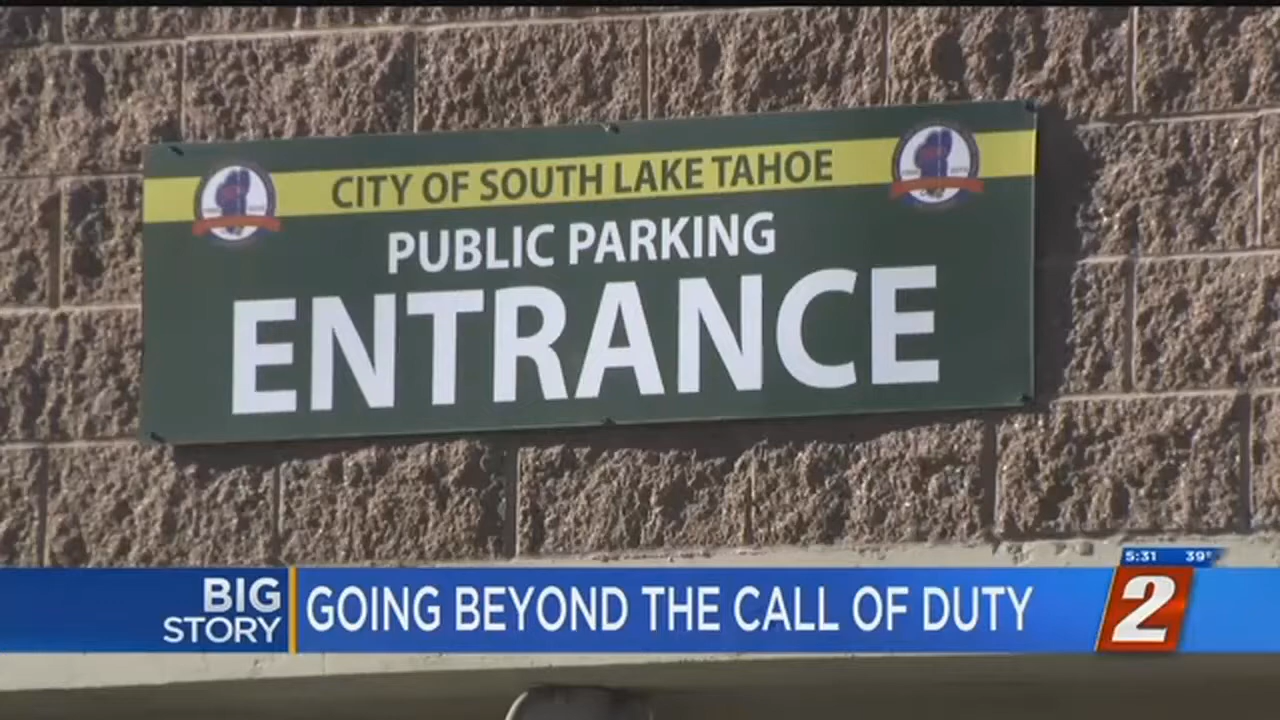 CITY OF SOUTH LAKE TAHOE
PUBLIC PARKING
ENTRANCE
5:31 39°
BIG STORY
GOING BEYOND THE CALL OF DUTY
2